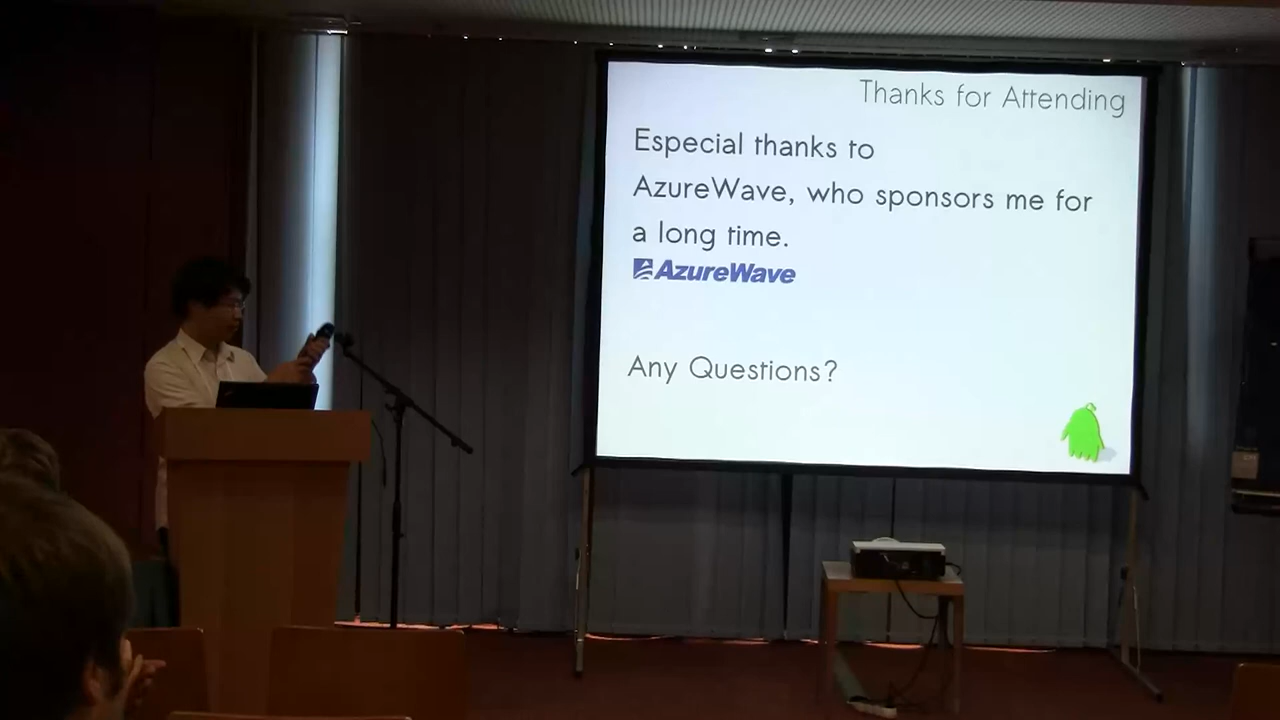 Thanks for Attending
Especial thanks to
AzureWave, who sponsors me for
a long time.
AzureWave
Any Questions?